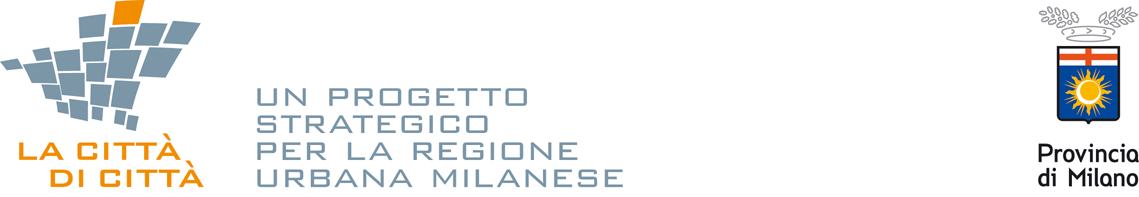 LA CITTÀ
DI CITTÀ
UN PROGETTO
STRATEGICO
PER LA REGIONE
URBANA MILANESE
Provincia
di Milano